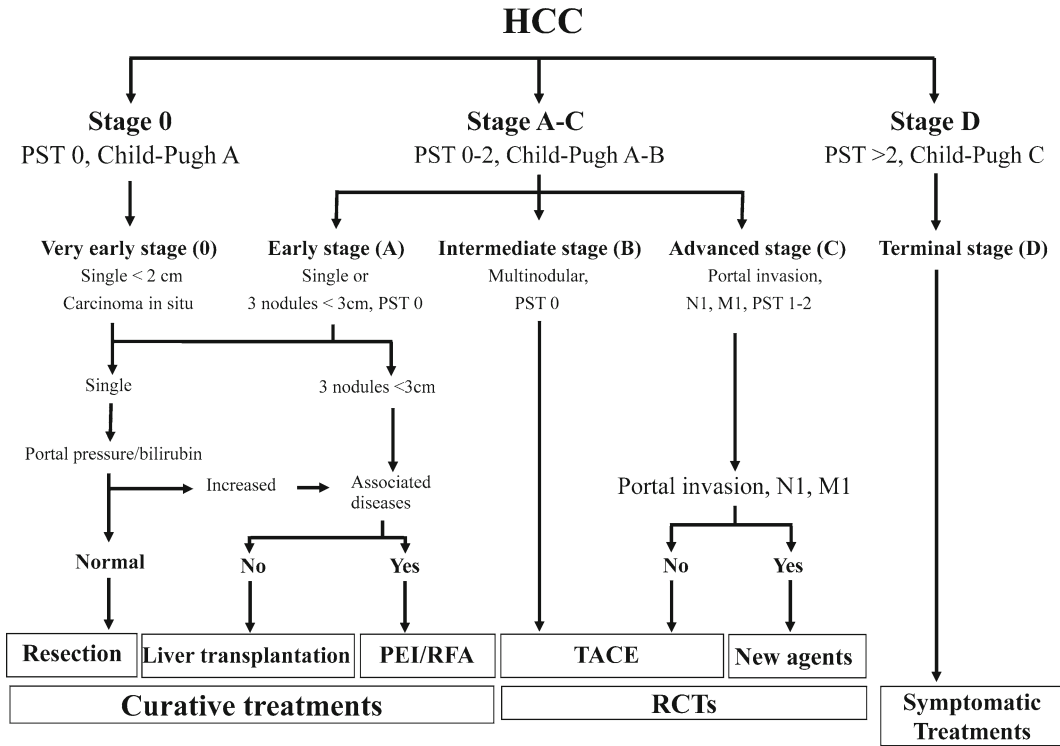 HCC
Stage 0
PST 0, Child-Pugh A
Stage A-C
PST 0-2, Child-Pugh A-B
Stage D
PST >2, Child-Pugh C
Very early stage (0)
Single < 2 cm
Carcinoma in situ
Early stage (A)
Single or
3 nodules < 3cm, PST 0
Intermediate stage (B)
Multinodular,
PST 0
Advanced stage (C)
Portal invasion,
N1, M1, PST 1-2
Terminal stage (D)
Single
3 nodules <3cm
Portal pressure/bilirubin
Increased
Associated
diseases
Portal invasion, N1, M1
Normal
No
Yes
No
Yes
Resection
Liver transplantation
PEI/RFA
TACE
New agents
Curative treatments
RCTs
Symptomatic
Treatments